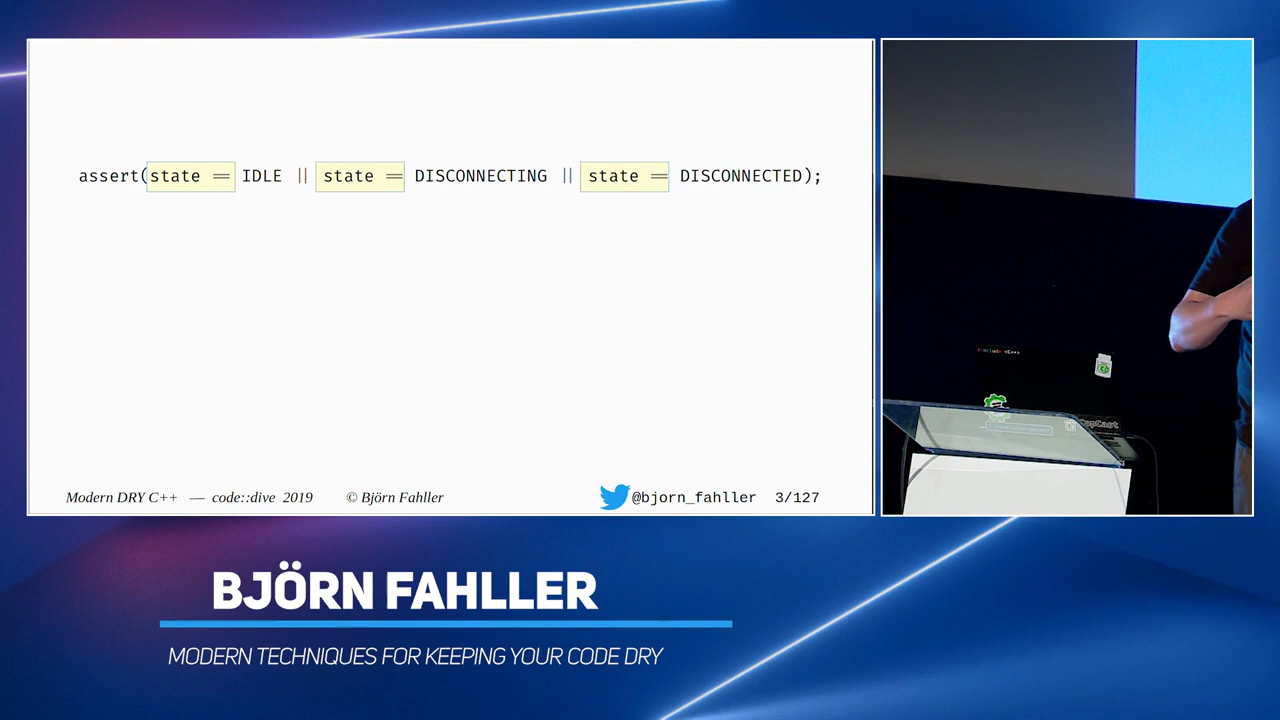 assert(state == IDLE || state == DISCONNECTING || state == DISCONNECTED);
Modern DRY C++ — code::dive 2019 © Björn Fahller @bjorn_fahller 3/127
#include <C++>
BJÖRN FAHLLER
MODERN TECHNIQUES FOR KEEPING YOUR CODE DRY